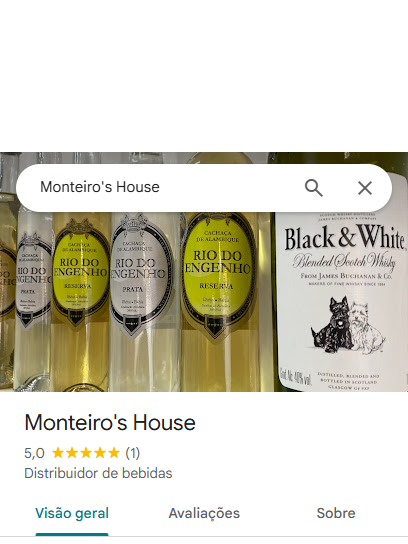 Monteiro's House
CACHAÇA
DE ALAMBIQUE
RIO DO
ENGENHO
PRATA
CACHAÇA
DE ALAMBIQUE
RIO DO
ENGENHO
RESERVA
CACHAÇA
DE ALAMBIQUE
RIO DO
ENGENHO
PRATA
CACHAÇA
DE ALAMBIQUE
RIO DO
ENGENHO
RESERVA
Black & White
Blended Scotch Whisky
FROM JAMES BUCHANAN & CO.
DISTILLED, BLENDED AND
BOTTLED IN SCOTLAND
Monteiro's House
5,0 (1)
Distribuidor de bebidas
Visão geral Avaliações Sobre